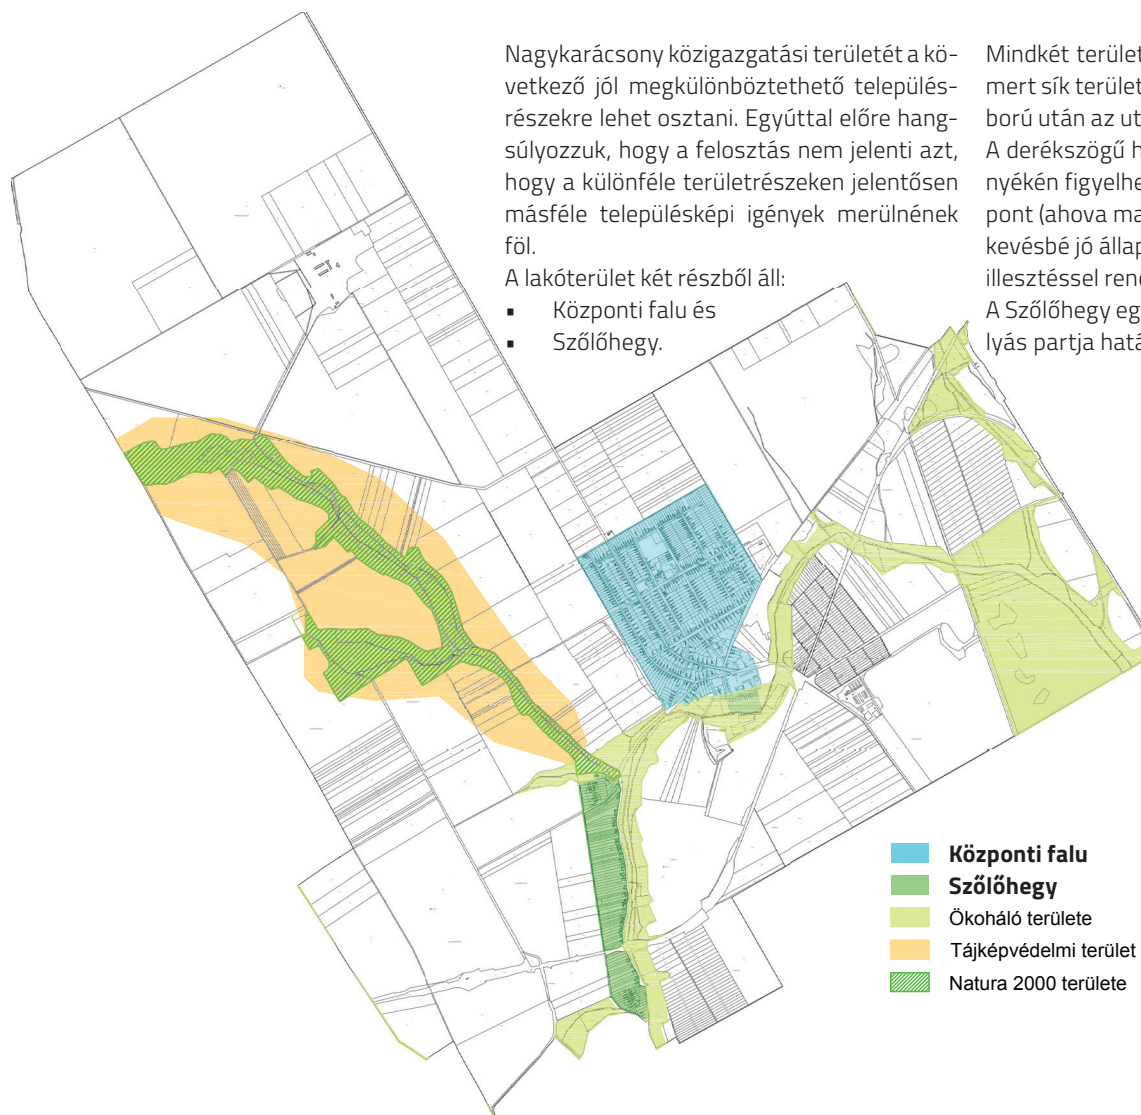 Nagykarácsony közigazgatási területét a kö-
vetkező jól megkülönböztethető település-
részekre lehet osztani. Egyúttal előre hang-
súlyozzuk, hogy a felosztás nem jelenti azt,
hogy a különféle területrészeken jelentősen
másféle településképi igények merülnének
föl.
A lakóterület két részből áll:
▪ Központi falu és
▪ Szőlőhegy.
Mindkét terület
mert sík terület
ború után az ut
A derékszögű h
nyékén figyelhe
pont (ahova ma
kevésbé jó állap
illesztéssel rend
A Szőlőhegy eg
lyás partja hatá
Központi falu
Szőlőhegy
Ökoháló területe
Tájképvédelmi terület
Natura 2000 területe